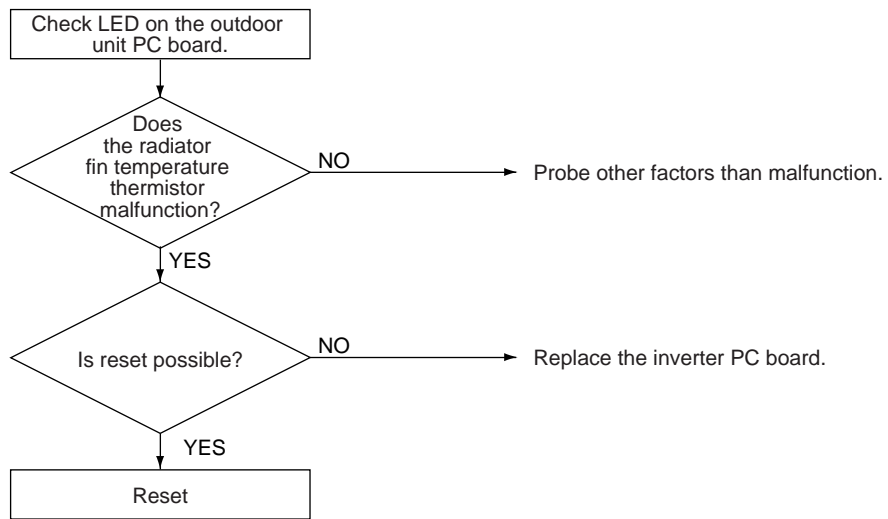 Check LED on the outdoor
unit PC board.
Does
the radiator
fin temperature
thermistor
malfunction?
NO
Probe other factors than malfunction.
YES
Is reset possible?
NO
Replace the inverter PC board.
YES
Reset